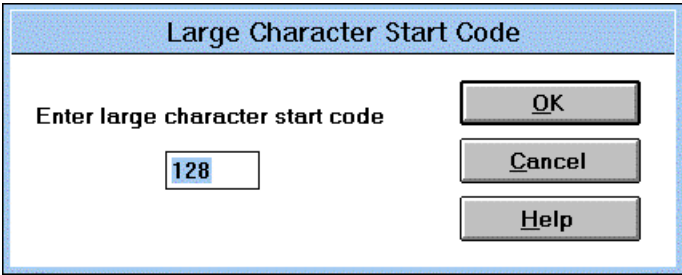 Large Character Start Code
Enter large character start code
128
OK
Cancel
Help